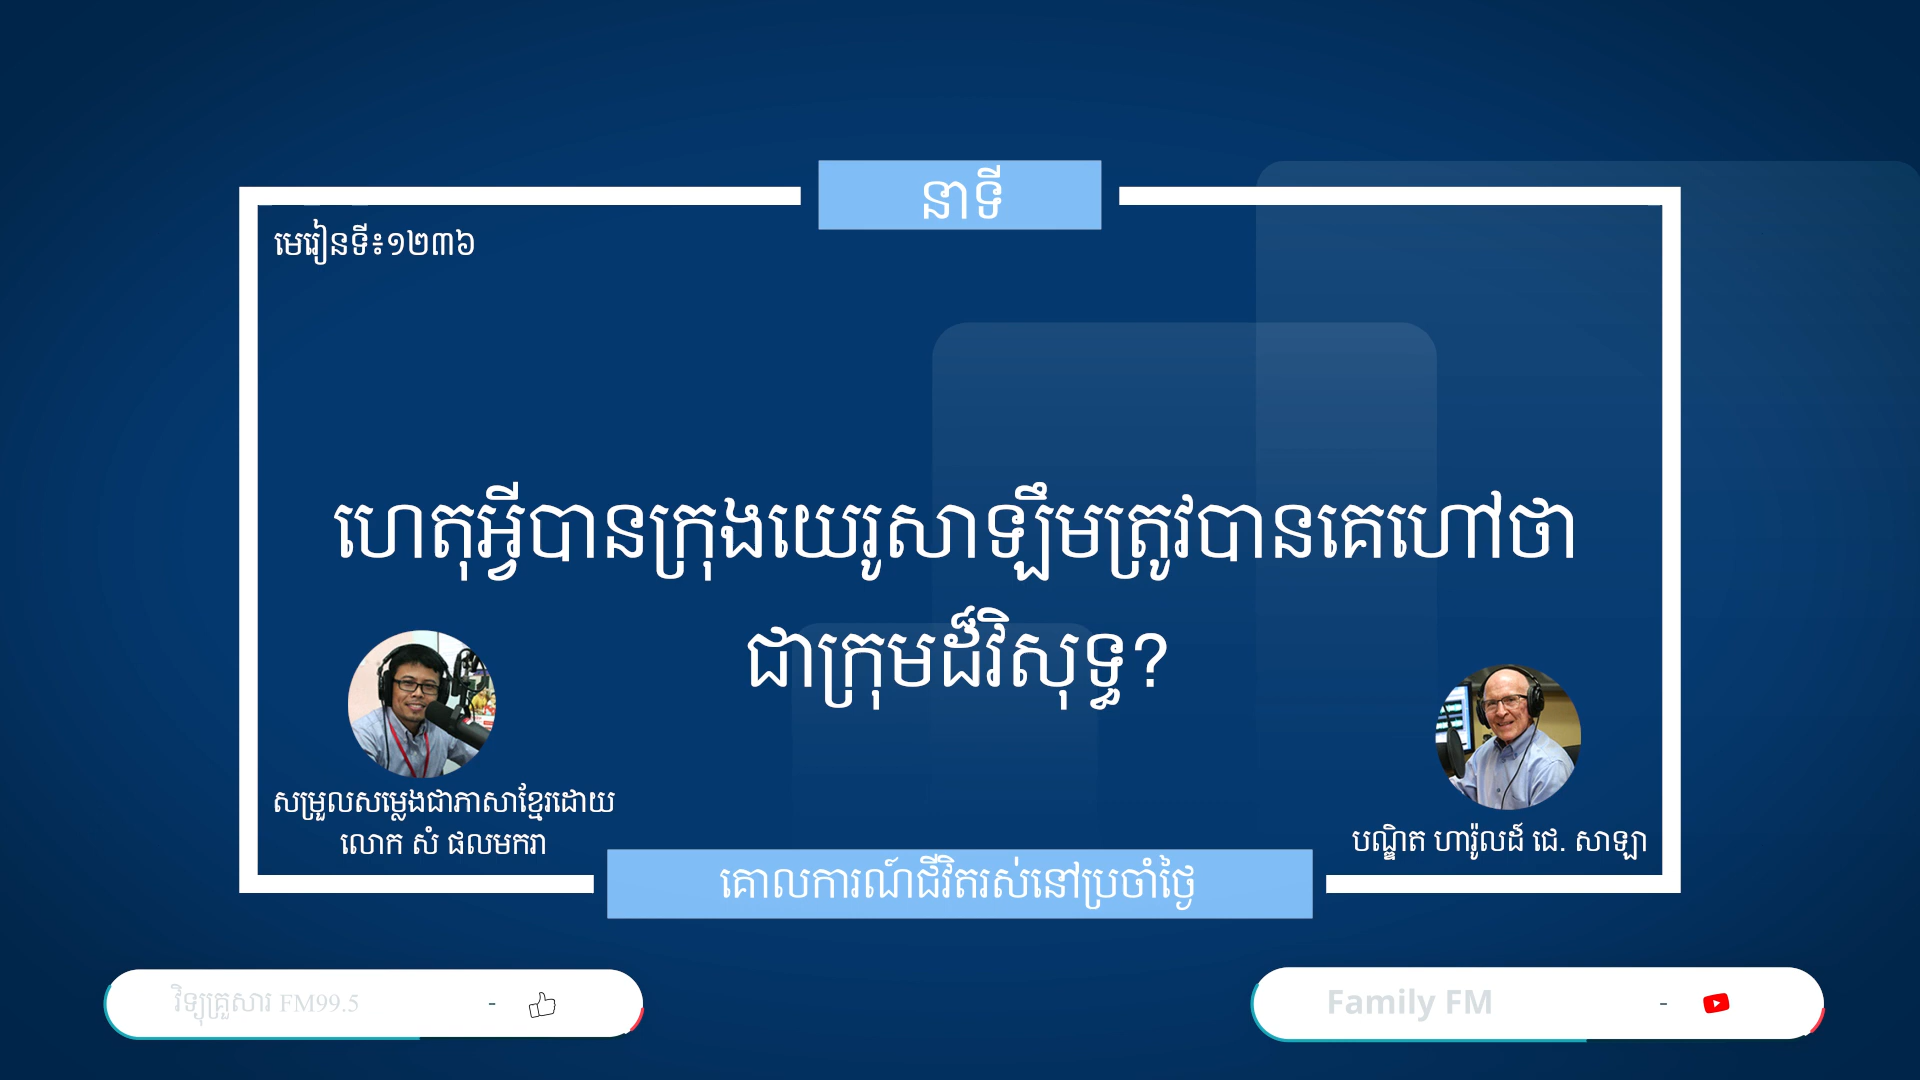 នាទី
មេរៀនទី៖១២៣៦
ហេតុអ្វីបានក្រុងយេរូសាឡឹមត្រូវបានគេហៅថា
ជាក្រុមដ៏វិសុទ្ធ?
សម្រួលសម្លេងជាភាសាខ្មែរដោយ
លោក សំ ផលមករា
បណ្ឌិត ហារ៉ូលដ៍ ជេ. សាឡា
គោលការណ៍ជីវិតរស់នៅប្រចាំថ្ងៃ
វិទ្យុគ្រួសារ FM99.5 -
Family FM -